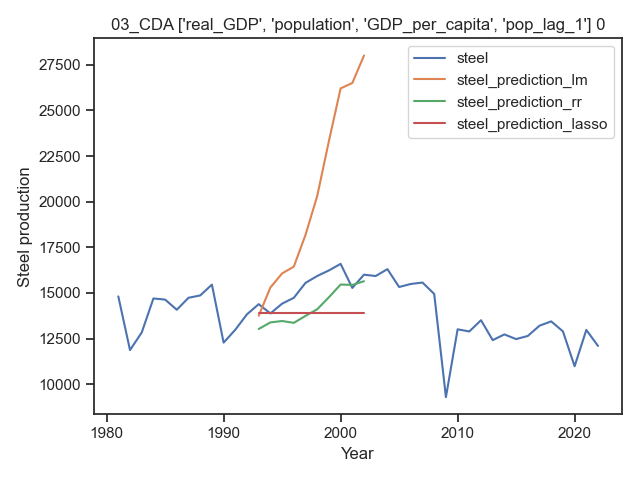 03_CDA ['real_GDP', 'population', 'GDP_per_capita', 'pop_lag_1'] 0
steel
steel_prediction_lm
steel_prediction_rr
steel_prediction_lasso
27500
25000
22500
20000
17500
15000
12500
10000
Steel production
1980 1990 2000 2010 2020
Year